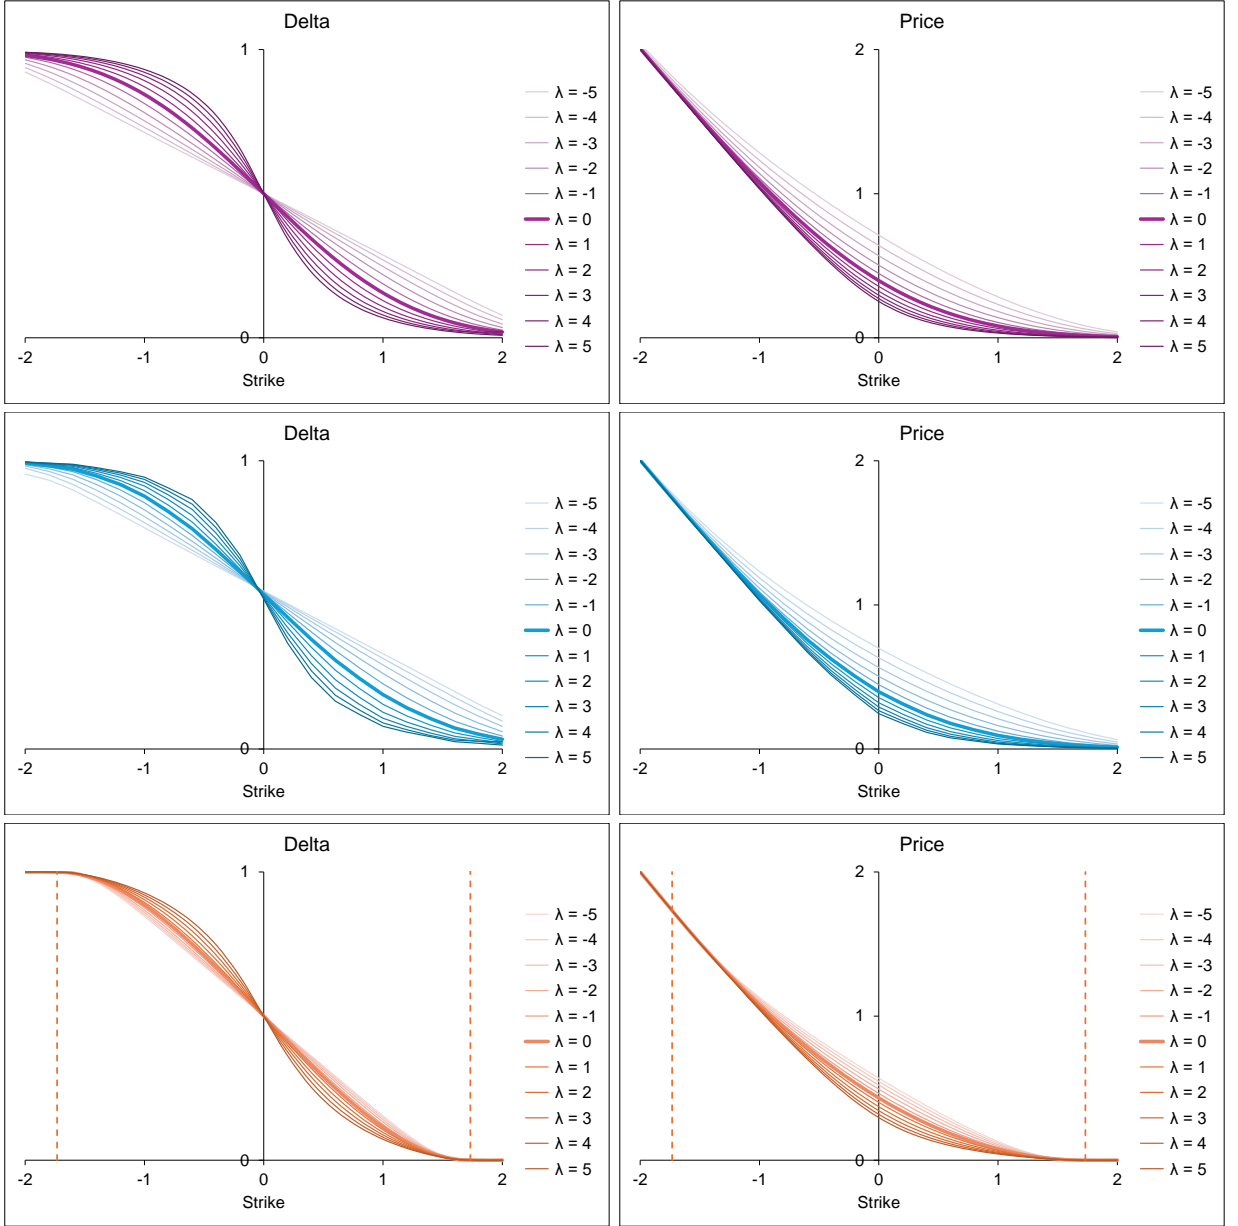 Delta
1
0
-2
-1
0
1
2
Strike
λ = -5
λ = -4
λ = -3
λ = -2
λ = -1
λ = 0
λ = 1
λ = 2
λ = 3
λ = 4
λ = 5
Price
2
1
0
-2
-1
0
1
2
Strike
λ = -5
λ = -4
λ = -3
λ = -2
λ = -1
λ = 0
λ = 1
λ = 2
λ = 3
λ = 4
λ = 5
Delta
1
0
-2
-1
0
1
2
Strike
λ = -5
λ = -4
λ = -3
λ = -2
λ = -1
λ = 0
λ = 1
λ = 2
λ = 3
λ = 4
λ = 5
Price
2
1
0
-2
-1
0
1
2
Strike
λ = -5
λ = -4
λ = -3
λ = -2
λ = -1
λ = 0
λ = 1
λ = 2
λ = 3
λ = 4
λ = 5
Delta
1
0
-2
-1
0
1
2
Strike
λ = -5
λ = -4
λ = -3
λ = -2
λ = -1
λ = 0
λ = 1
λ = 2
λ = 3
λ = 4
λ = 5
Price
2
1
0
-2
-1
0
1
2
Strike
λ = -5
λ = -4
λ = -3
λ = -2
λ = -1
λ = 0
λ = 1
λ = 2
λ = 3
λ = 4
λ = 5